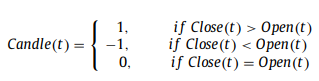 1, if Close(t) > Open(t)
Candle(t) = { −1, if Close(t) < Open(t)
0, if Close(t) = Open(t)